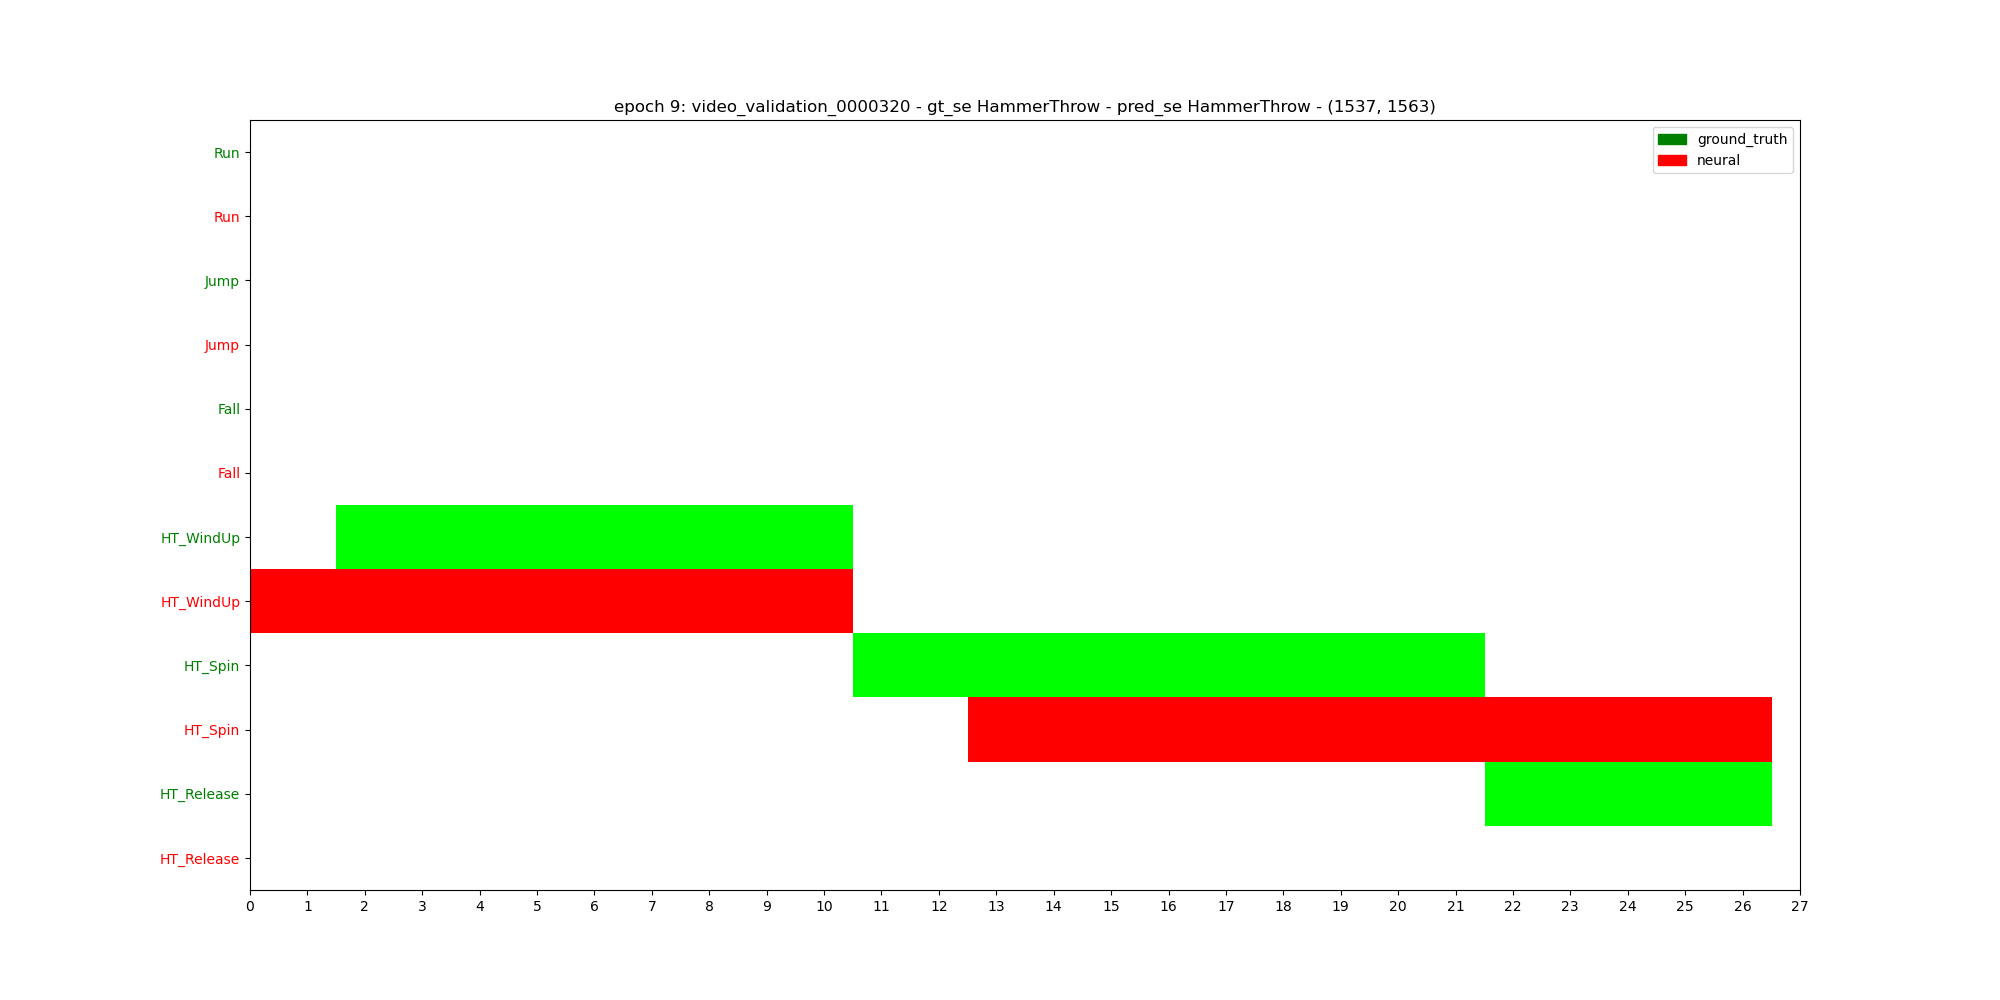 epoch 9: video_validation_0000320 - gt_se HammerThrow - pred_se HammerThrow - (1537, 1563)
ground_truth
neural
Run
Run
Jump
Jump
Fall
Fall
HT_WindUp
HT_WindUp
HT_Spin
HT_Spin
HT_Release
HT_Release
0 1 2 3 4 5 6 7 8 9 10 11 12 13 14 15 16 17 18 19 20 21 22 23 24 25 26 27